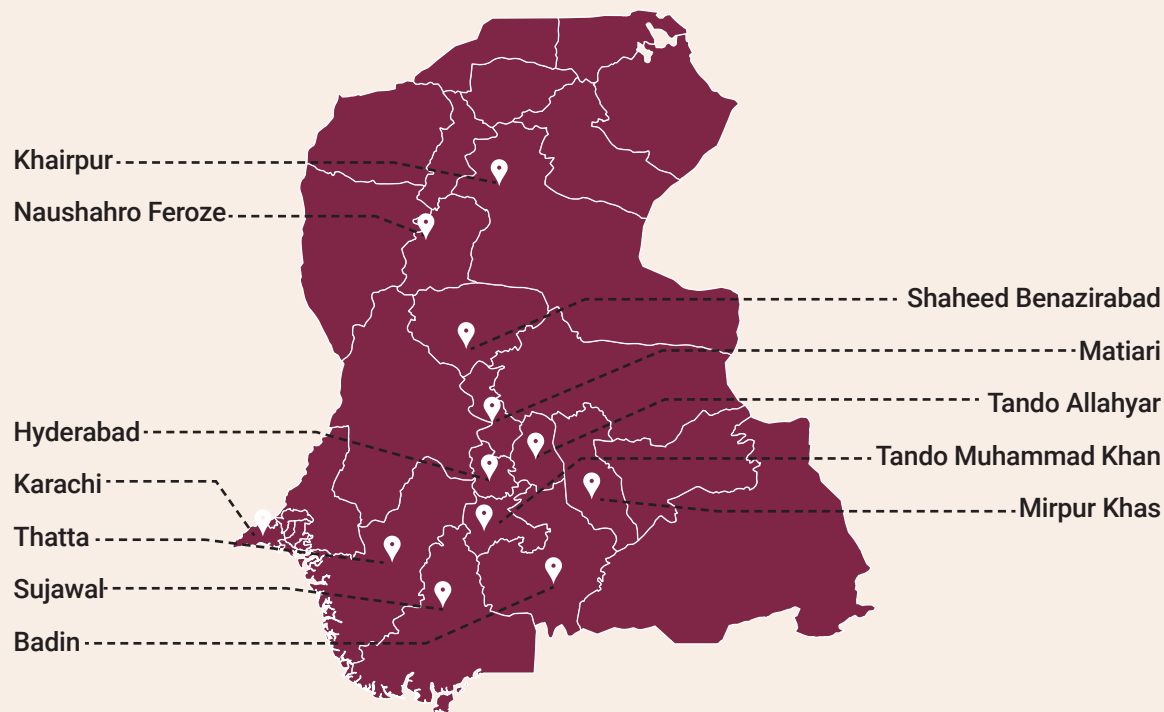 Khairpur
Naushahro Feroze
Shaheed Benazirabad
Matiari
Tando Allahyar
Hyderabad
Tando Muhammad Khan
Karachi
Mirpur Khas
Thatta
Sujawal
Badin